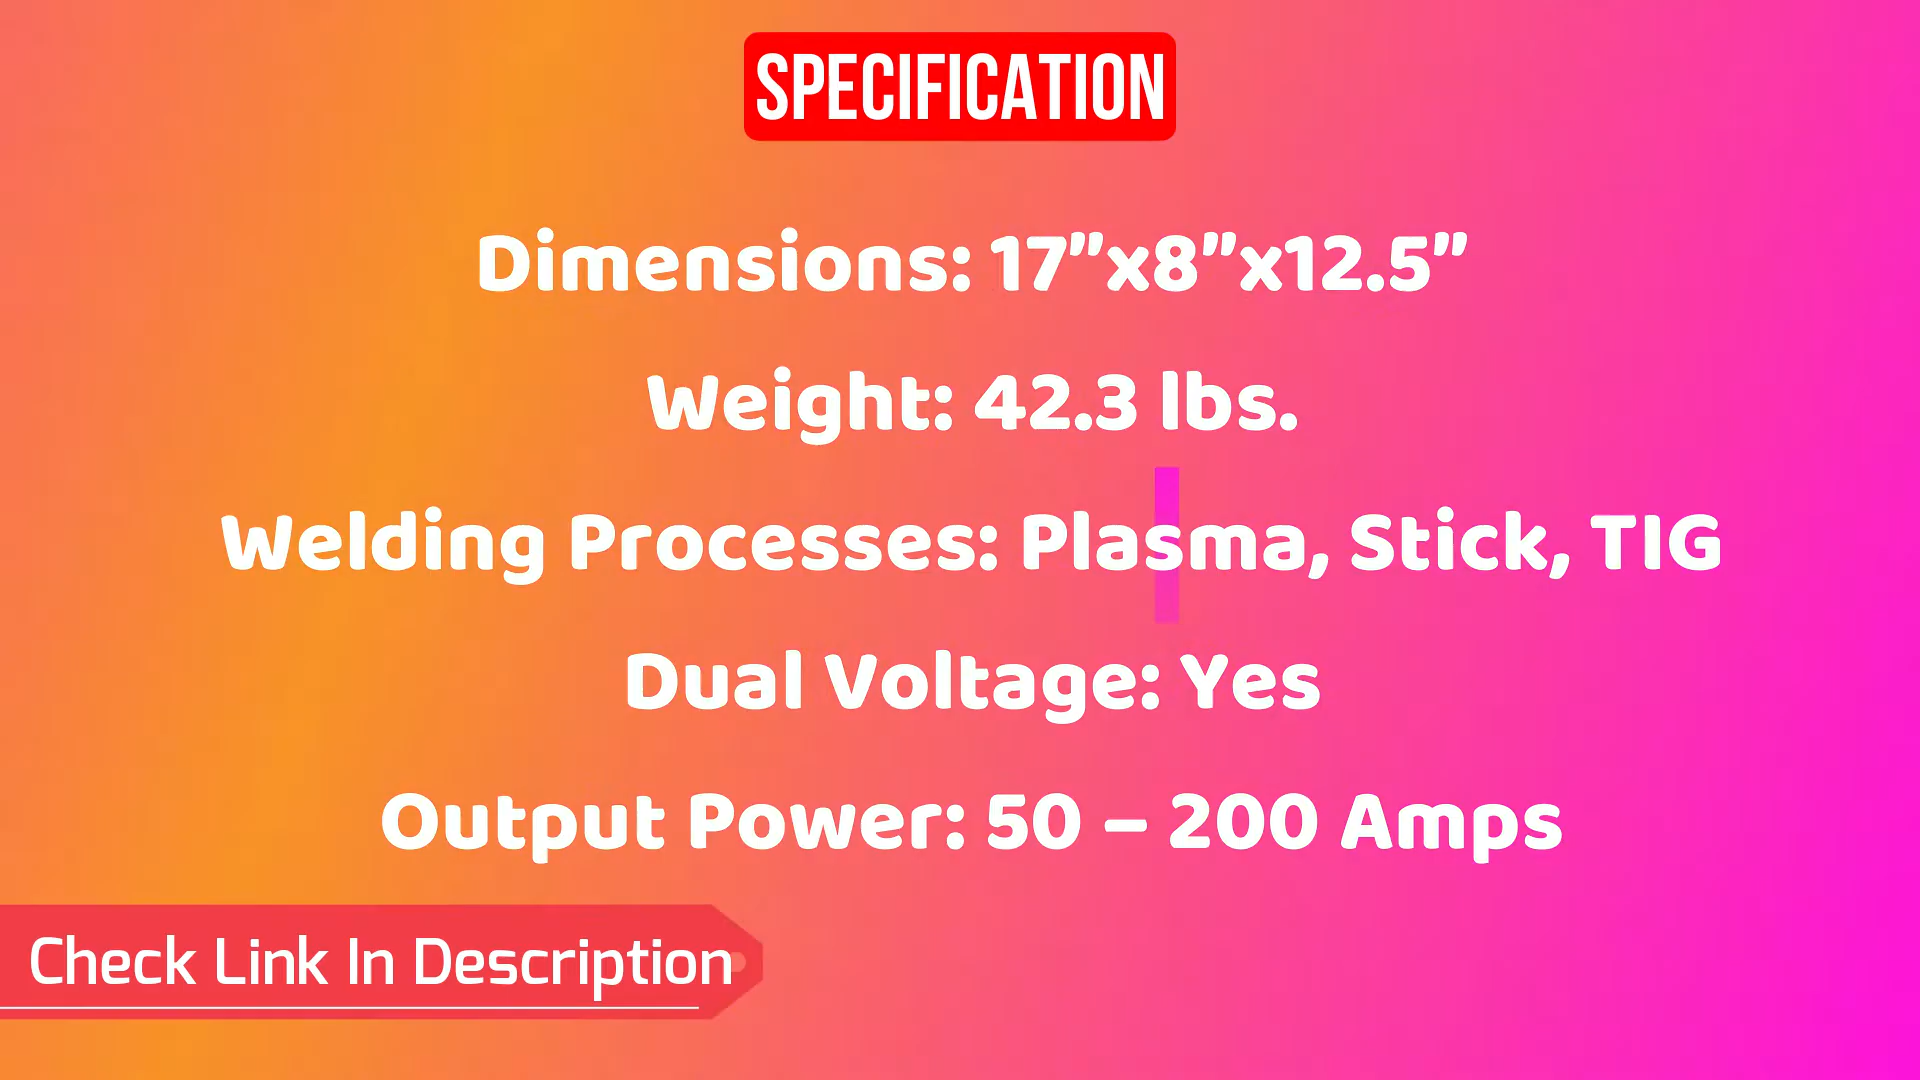 SPECIFICATION
Dimensions: 17”x8”x12.5”
Weight: 42.3 lbs.
Welding Processes: Plasma, Stick, TIG
Dual Voltage: Yes
Output Power: 50 – 200 Amps
Check Link In Description